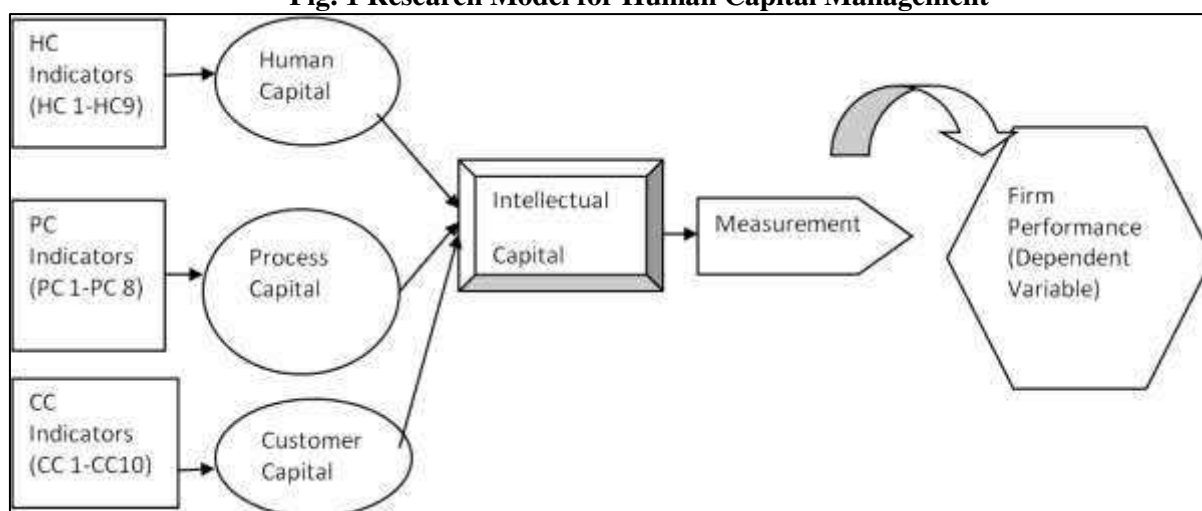 Fig. 1 Research Model for Human Capital Management
HC
Indicators
(HC 1-HC9)
Human
Capital
PC
Indicators
(PC 1-PC 8)
Process
Capital
CC
Indicators
(CC 1-CC10)
Customer
Capital
Intellectual
Capital
Measurement
Firm
Performance
(Dependent
Variable)